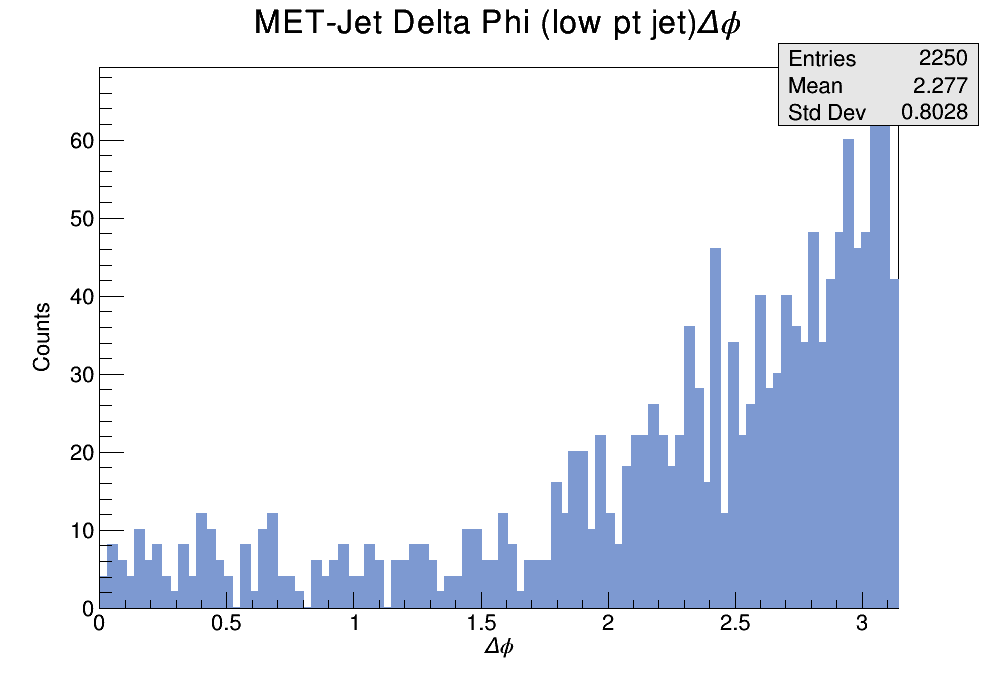 MET-Jet Delta Phi (low pt jet)Δϕ
Entries 2250
Mean 2.277
Std Dev 0.8028
60
50
40
30
20
10
0
Counts
0 0.5 1 1.5 2 2.5 3
Δϕ